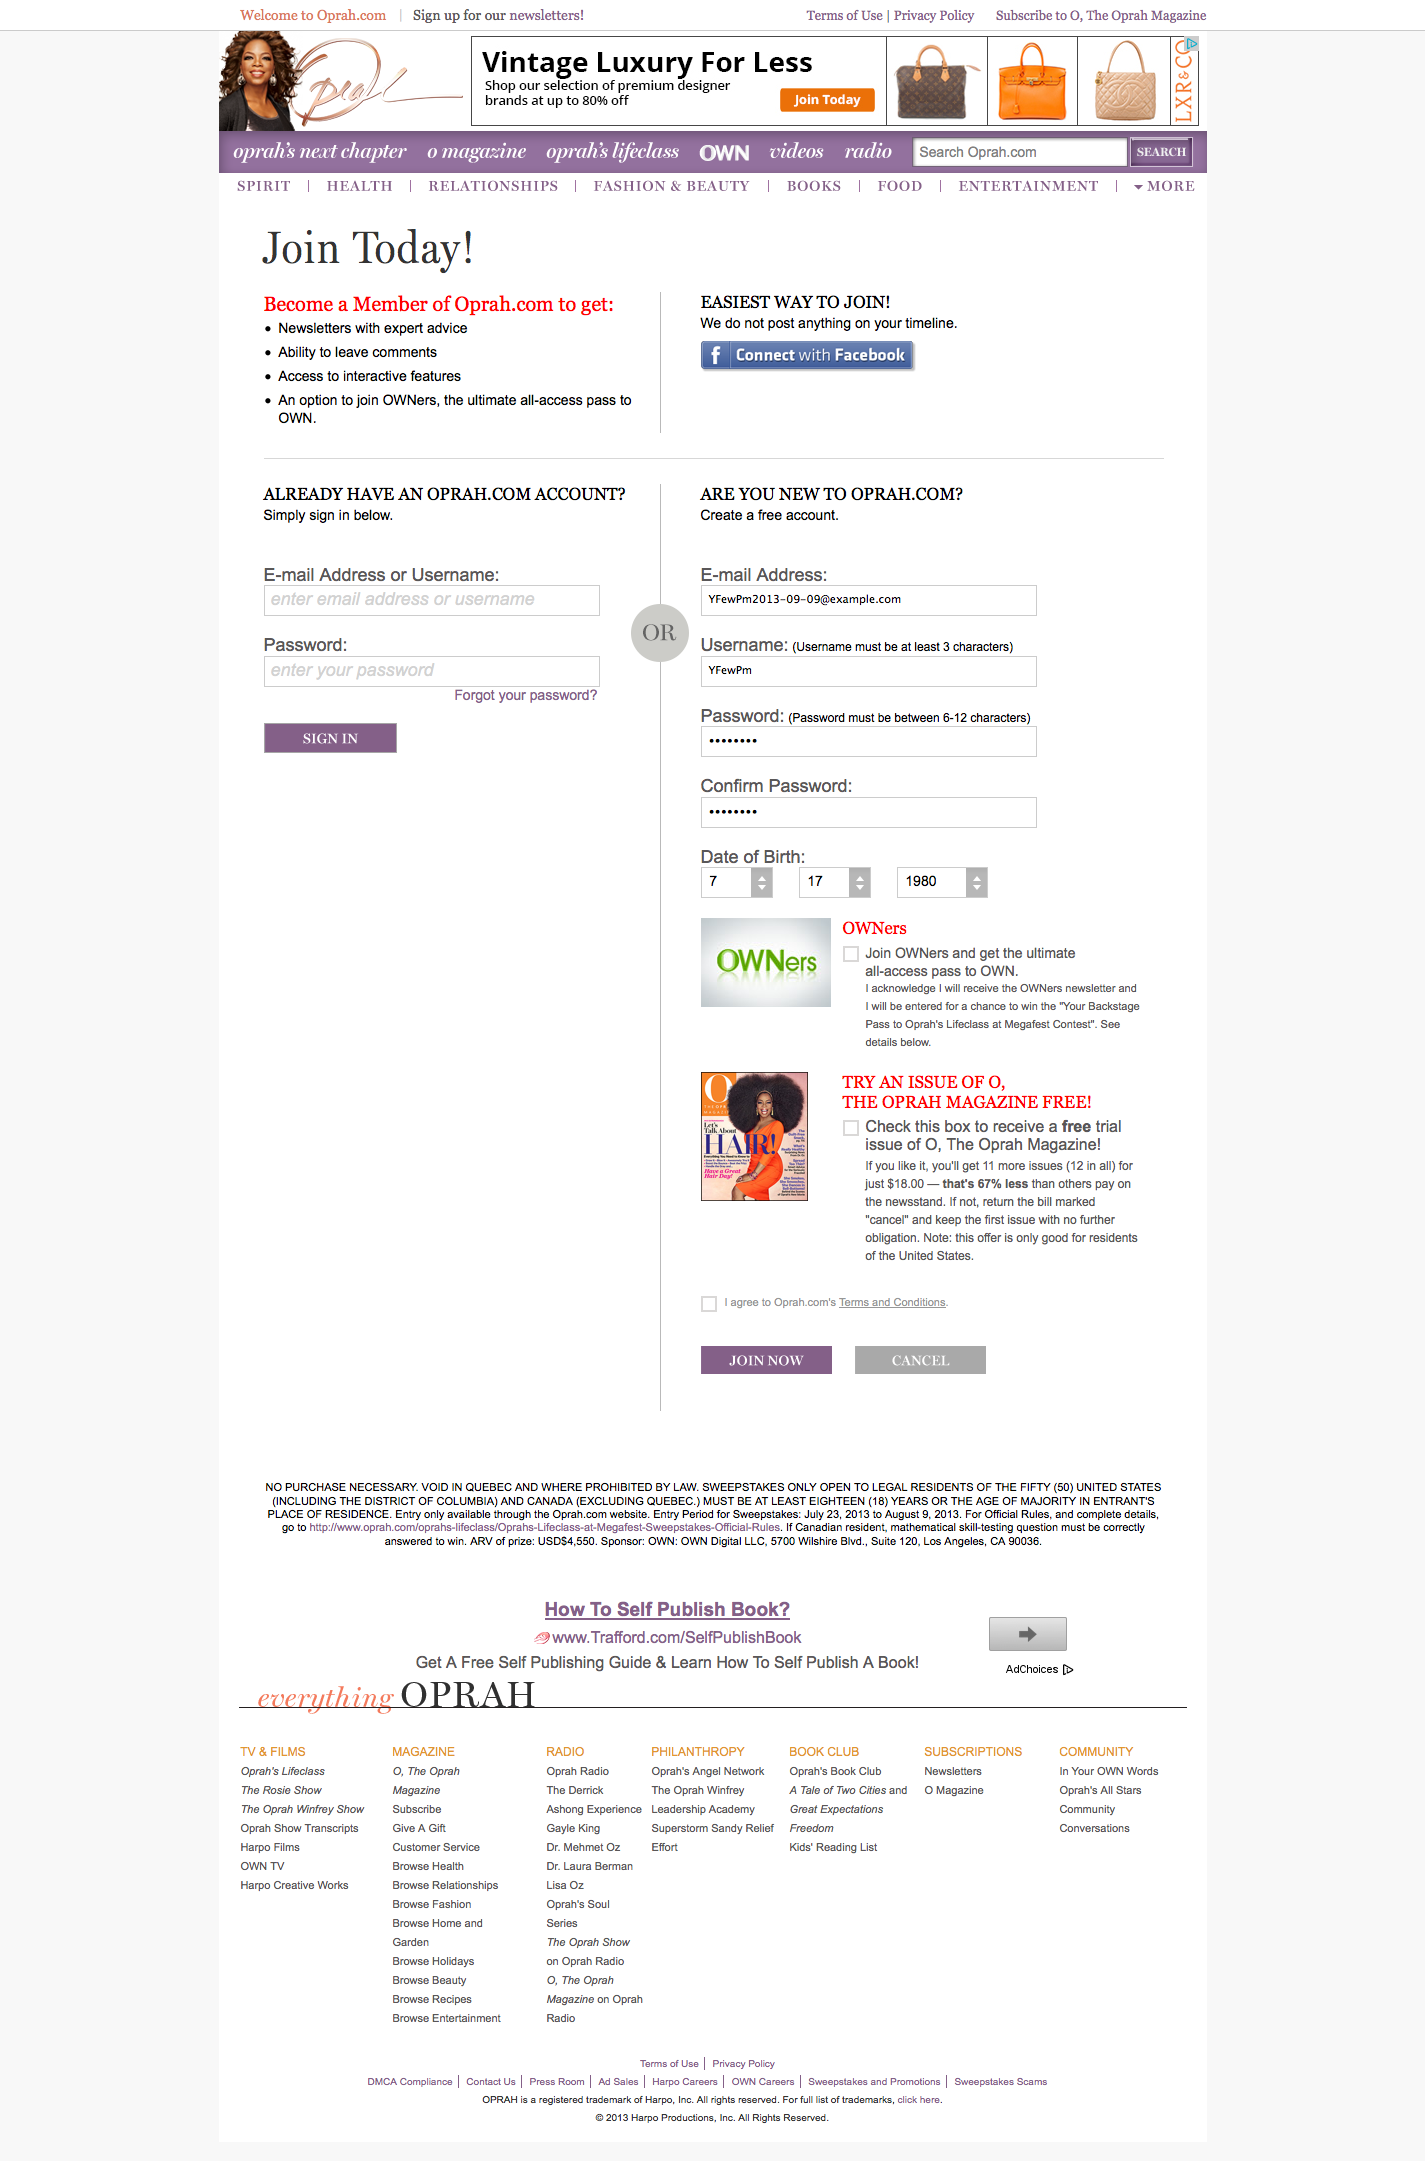 Welcome to Oprah.com | Sign up for our newsletters!
Terms of Use | Privacy Policy Subscribe to O, The Oprah Magazine
Oprah
Vintage Luxury For Less
Shop our selection of premium designer
brands at up to 80% off
Join Today
LXR&CO
oprah's next chapter o magazine oprah's lifeclass OWN videos radio Search Oprah.com SEARCH
SPIRIT | HEALTH | RELATIONSHIPS | FASHION & BEAUTY | BOOKS | FOOD | ENTERTAINMENT | MORE
Join Today!
Become a Member of Oprah.com to get:
• Newsletters with expert advice
• Ability to leave comments
• Access to interactive features
• An option to join OWNers, the ultimate all-access pass to
OWN.
EASIEST WAY TO JOIN!
We do not post anything on your timeline.
f Connect with Facebook
ALREADY HAVE AN OPRAH.COM ACCOUNT?
Simply sign in below.
E-mail Address or Username:
enter email address or username
Password:
enter your password
Forgot your password?
SIGN IN
OR
ARE YOU NEW TO OPRAH.COM?
Create a free account.
E-mail Address:
YFewPm2013-09-09@example.com
Username: (Username must be at least 3 characters)
YFewPm
Password: (Password must be between 6-12 characters)
••••••••
Confirm Password:
••••••••
Date of Birth:
7 17 1980
OWNers
OWNers
Join OWNers and get the ultimate
all-access pass to OWN.
I acknowledge I will receive the OWNers newsletter and
I will be entered for a chance to win the "Your Backstage
Pass to Oprah's Lifeclass at Megafest Contest". See
details below.
O
Let's
Talk About
HAIR!
Have a Great
Hair Day!
TRY AN ISSUE OF O,
THE OPRAH MAGAZINE FREE!
Check this box to receive a free trial
issue of O, The Oprah Magazine!
If you like it, you'll get 11 more issues (12 in all) for
just $18.00 — that's 67% less than others pay on
the newsstand. If not, return the bill marked
"cancel" and keep the first issue with no further
obligation. Note: this offer is only good for residents
of the United States.
I agree to Oprah.com's Terms and Conditions.
JOIN NOW CANCEL
NO PURCHASE NECESSARY. VOID IN QUEBEC AND WHERE PROHIBITED BY LAW. SWEEPSTAKES ONLY OPEN TO LEGAL RESIDENTS OF THE FIFTY (50) UNITED STATES
(INCLUDING THE DISTRICT OF COLUMBIA) AND CANADA (EXCLUDING QUEBEC.) MUST BE AT LEAST EIGHTEEN (18) YEARS OR THE AGE OF MAJORITY IN ENTRANT'S
PLACE OF RESIDENCE. Entry only available through the Oprah.com website. Entry Period for Sweepstakes: July 23, 2013 to August 9, 2013. For Official Rules, and complete details,
go to http://www.oprah.com/oprahs-lifeclass/Oprahs-Lifeclass-at-Megafest-Sweepstakes-Official-Rules. If Canadian resident, mathematical skill-testing question must be correctly
answered to win. ARV of prize: USD$4,550. Sponsor: OWN: OWN Digital LLC, 5700 Wilshire Blvd., Suite 120, Los Angeles, CA 90036.
How To Self Publish Book?
www.Trafford.com/SelfPublishBook
Get A Free Self Publishing Guide & Learn How To Self Publish A Book!
AdChoices
everything OPRAH
TV & FILMS
Oprah's Lifeclass
The Rosie Show
The Oprah Winfrey Show
Oprah Show Transcripts
Harpo Films
OWN TV
Harpo Creative Works
MAGAZINE
O, The Oprah
Magazine
Subscribe
Give A Gift
Customer Service
Browse Health
Browse Relationships
Browse Fashion
Browse Home and
Garden
Browse Holidays
Browse Beauty
Browse Recipes
Browse Entertainment
RADIO
Oprah Radio
The Derrick
Ashong Experience
Gayle King
Dr. Mehmet Oz
Dr. Laura Berman
Lisa Oz
Oprah's Soul
Series
The Oprah Show
on Oprah Radio
O, The Oprah
Magazine on Oprah
Radio
PHILANTHROPY
Oprah's Angel Network
The Oprah Winfrey
Leadership Academy
Superstorm Sandy Relief
Effort
BOOK CLUB
Oprah's Book Club
A Tale of Two Cities and
Great Expectations
Freedom
Kids' Reading List
SUBSCRIPTIONS
Newsletters
O Magazine
COMMUNITY
In Your OWN Words
Oprah's All Stars
Community
Conversations
Terms of Use | Privacy Policy
DMCA Compliance | Contact Us | Press Room | Ad Sales | Harpo Careers | OWN Careers | Sweepstakes and Promotions | Sweepstakes Scams
OPRAH is a registered trademark of Harpo, Inc. All rights reserved. For full list of trademarks, click here.
© 2013 Harpo Productions, Inc. All Rights Reserved.